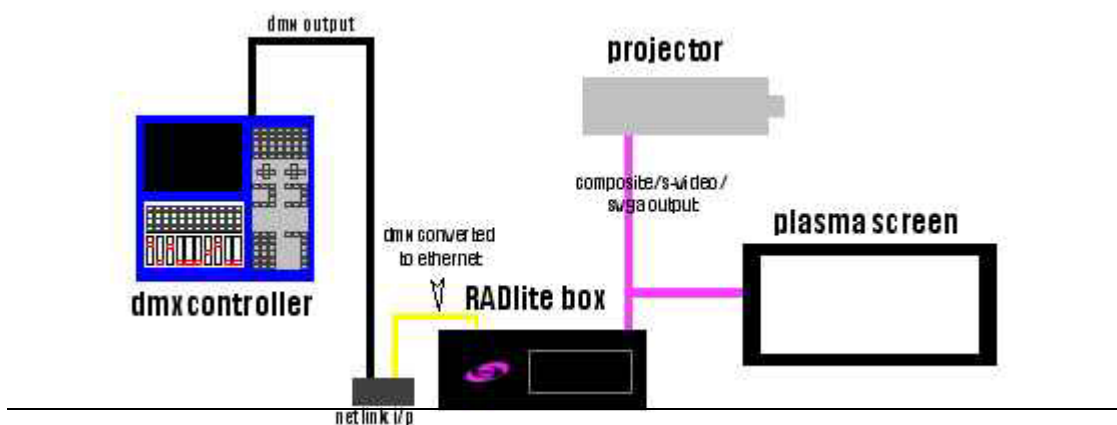 dmx output
projector
composite/s-video/
svga output
plasma screen
dmx converted
to ethernet
dmx controller
RADlite box
netlink i/p